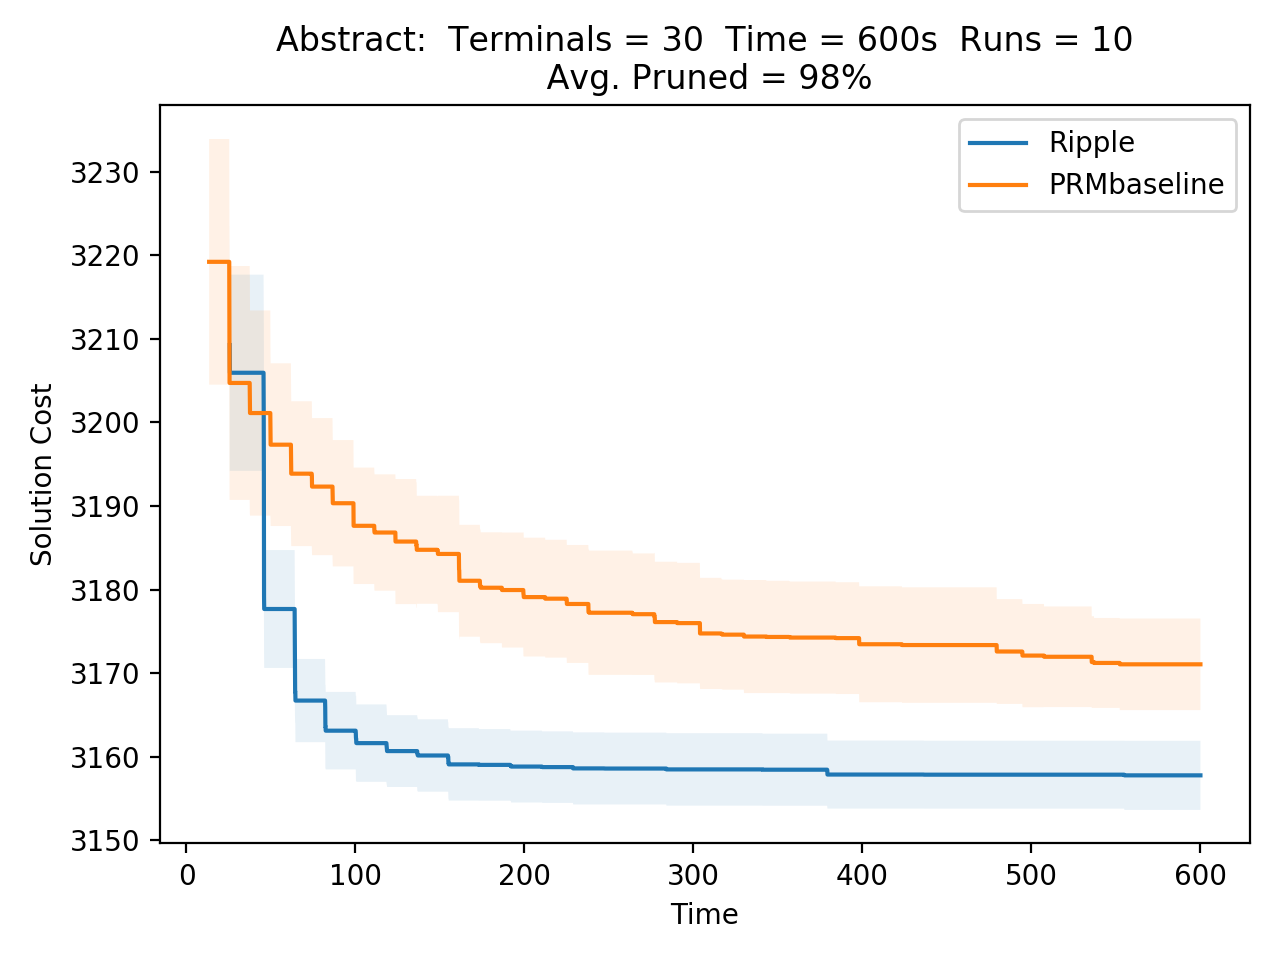 Abstract: Terminals = 30 Time = 600s Runs = 10
Avg. Pruned = 98%
Ripple
PRMbaseline
Solution Cost
3230
3220
3210
3200
3190
3180
3170
3160
3150
0 100 200 300 400 500 600
Time